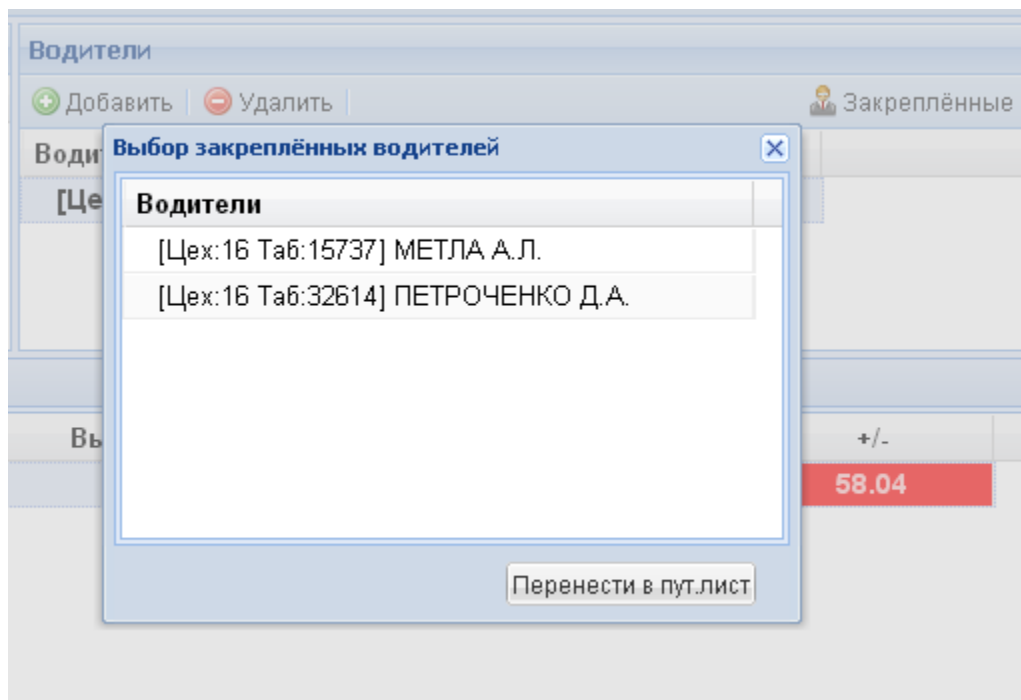 Водители
Добавить Удалить Закреплённые
Выбор закреплённых водителей
Водители
[Цех:16 Таб:15737] МЕТЛА А.Л.
[Цех:16 Таб:32614] ПЕТРОЧЕНКО Д.А.
+/-
58.04
Перенести в пут.лист